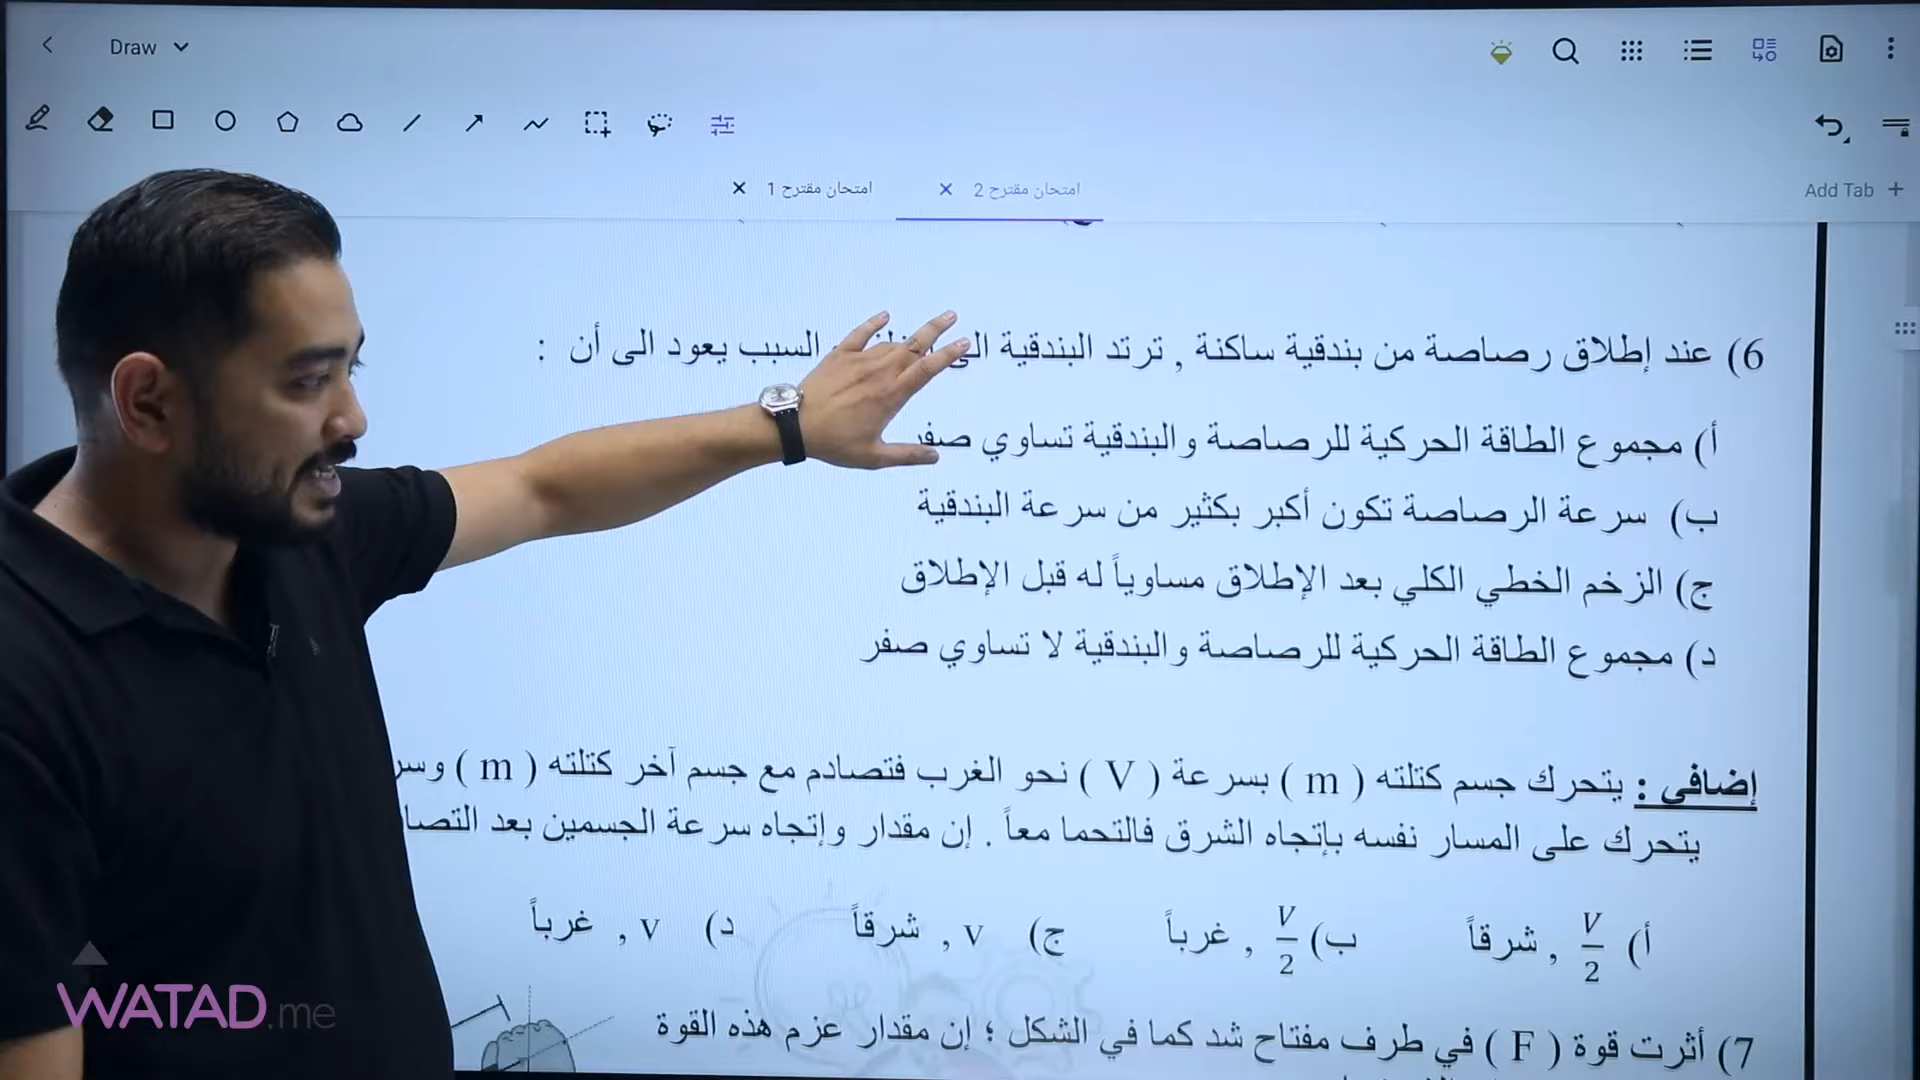 Draw
امتحان مقترح 1
امتحان مقترح 2
Add Tab +
6) عند إطلاق رصاصة من بندقية ساكنة , ترتد البندقية الى السبب يعود الى أن :
أ) مجموع الطاقة الحركية للرصاصة والبندقية تساوي صفر
ب) سرعة الرصاصة تكون أكبر بكثير من سرعة البندقية
ج) الزخم الخطي الكلي بعد الإطلاق مساوياً له قبل الإطلاق
د) مجموع الطاقة الحركية للرصاصة والبندقية لا تساوي صفر
إضافي : يتحرك جسم كتلته ( m ) بسرعة ( V ) نحو الغرب فتصادم مع جسم آخر كتلته ( m )
يتحرك على المسار نفسه بإتجاه الشرق فالتحما معاً . إن مقدار وإتجاه سرعة الجسمين بعد
أ) V/2 , شرقاً ب) V/2 , غرباً ج) v , شرقاً د) v , غرباً
7) أثرت قوة ( F ) في طرف مفتاح شد كما في الشكل ؛ إن مقدار عزم هذه القوة
WATAD.me